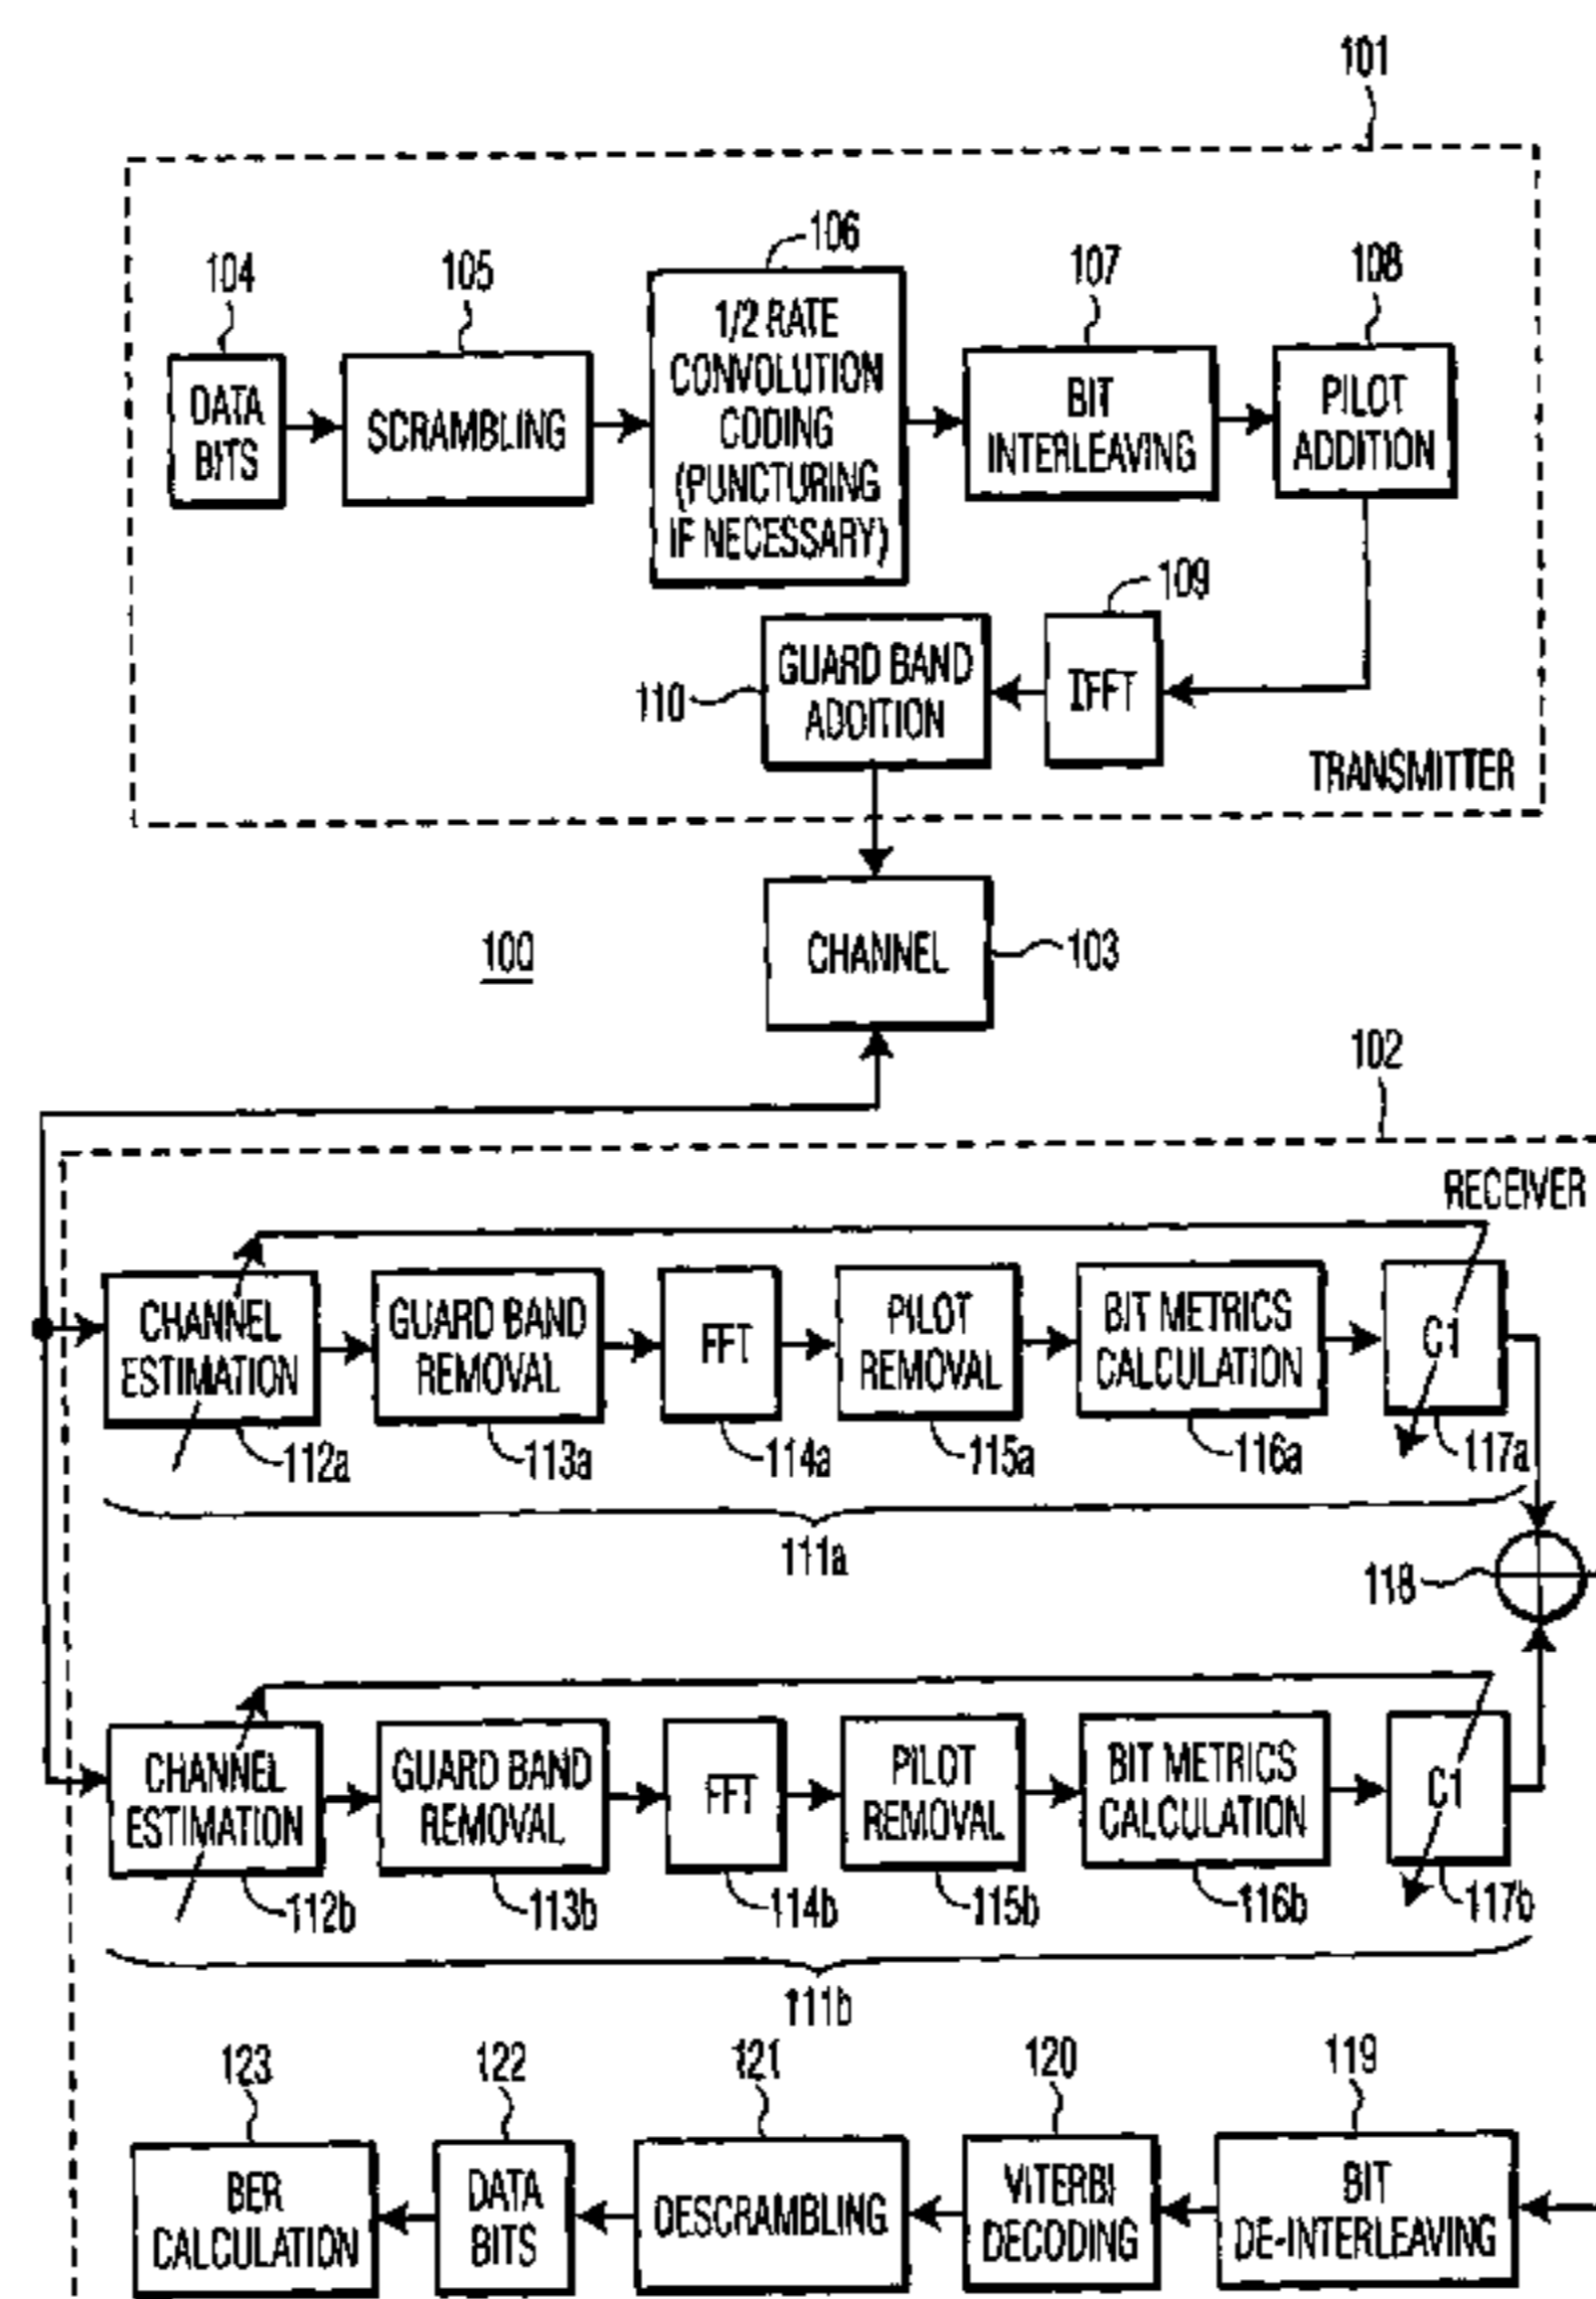 101
104
105
106
107
108
DATA
BITS
SCRAMBLING
1/2 RATE
CONVOLUTION
CODING
(PUNCTURING
IF NECESSARY)
BIT
INTERLEAVING
PILOT
ADDITION
109
110
GUARD BAND
ADDITION
IFFT
TRANSMITTER
100
CHANNEL
103
102
RECEIVER
CHANNEL
ESTIMATION
GUARD BAND
REMOVAL
FFT
PILOT
REMOVAL
BIT METRICS
CALCULATION
C1
112a
113a
114a
115a
116a
117a
111a
118
CHANNEL
ESTIMATION
GUARD BAND
REMOVAL
FFT
PILOT
REMOVAL
BIT METRICS
CALCULATION
C1
112b
113b
114b
115b
116b
117b
111b
123
122
121
120
119
BER
CALCULATION
DATA
BITS
DESCRAMBLING
VITERBI
DECODING
BIT
DE-INTERLEAVING